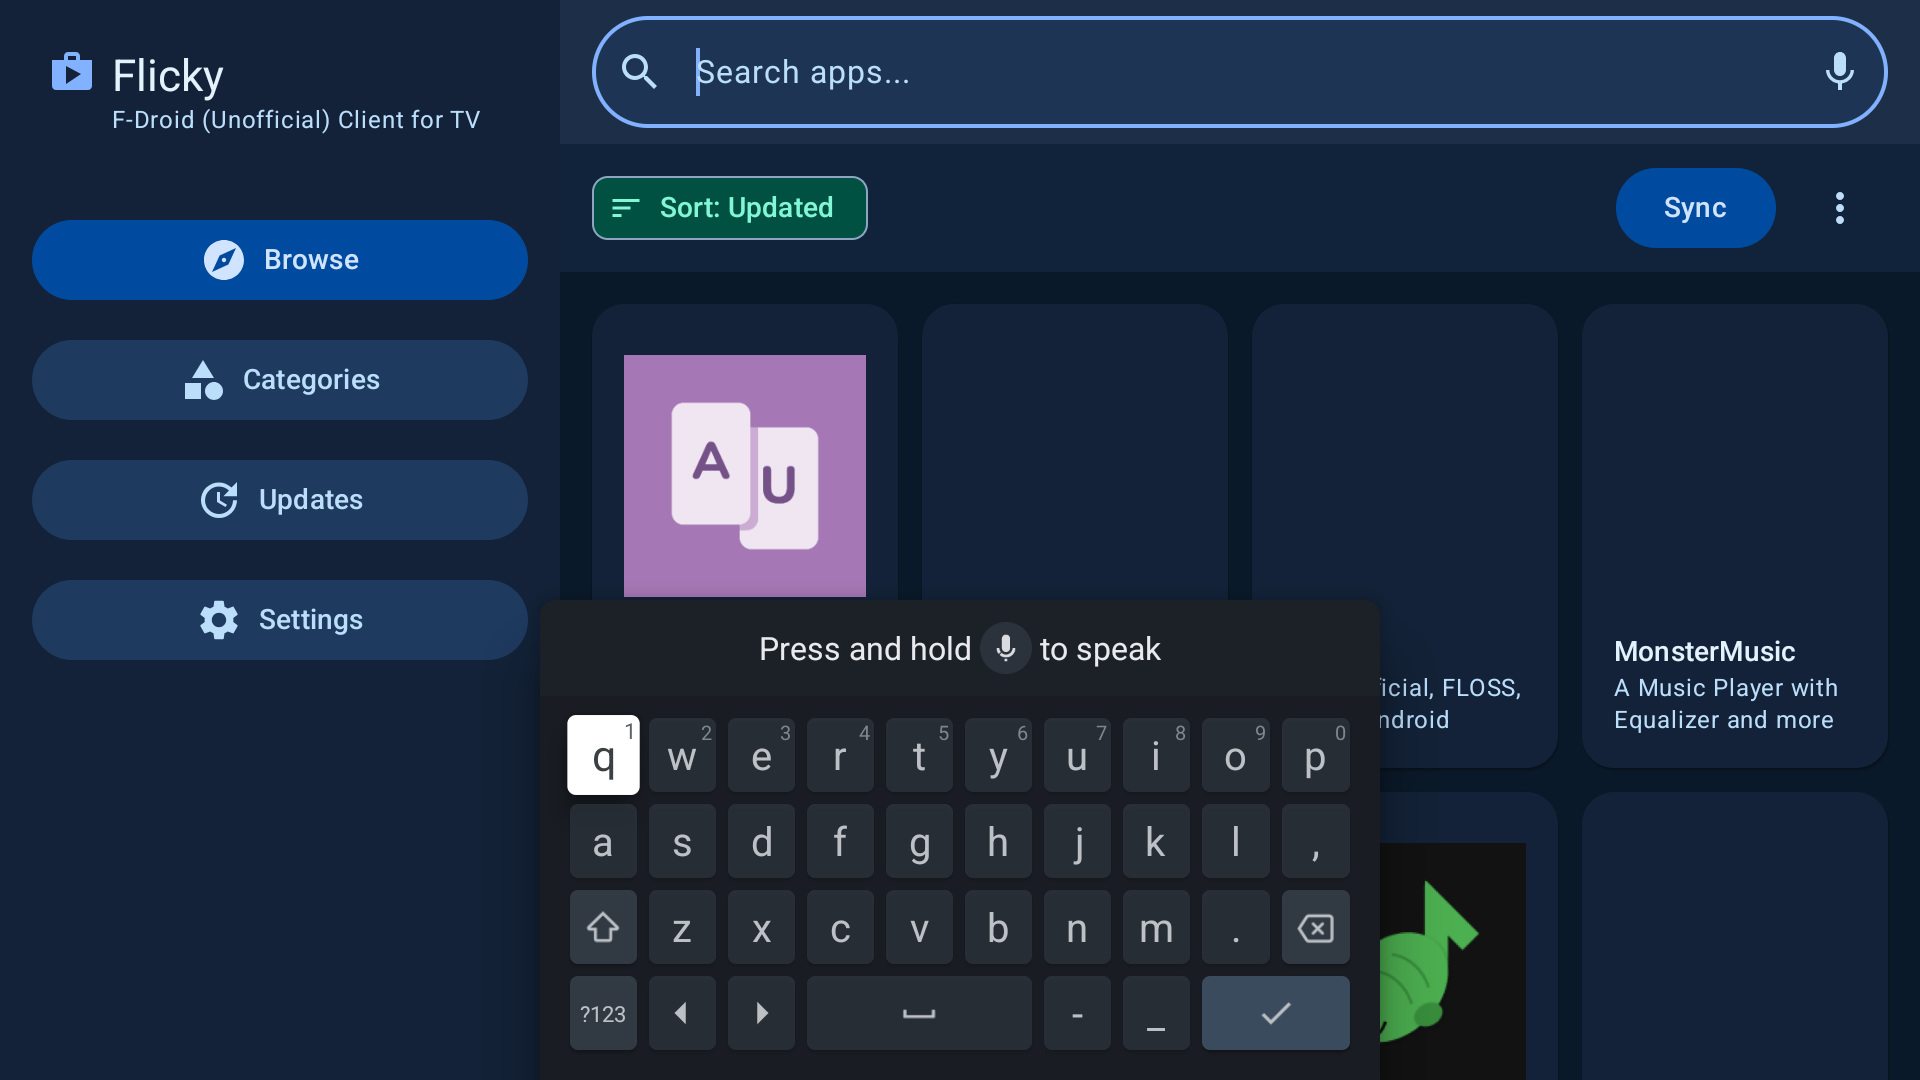 Flicky
F-Droid (Unofficial) Client for TV
Browse
Categories
Updates
Settings
Search apps...
Sort: Updated
Sync
A U
MonsterMusic
A Music Player with
Equalizer and more
icial, FLOSS,
ndroid
Press and hold to speak
q 1 w 2 e 3 r 4 t 5 y 6 u 7 i 8 o 9 p 0
a s d f g h j k l ,
z x c v b n m .
?123 - _